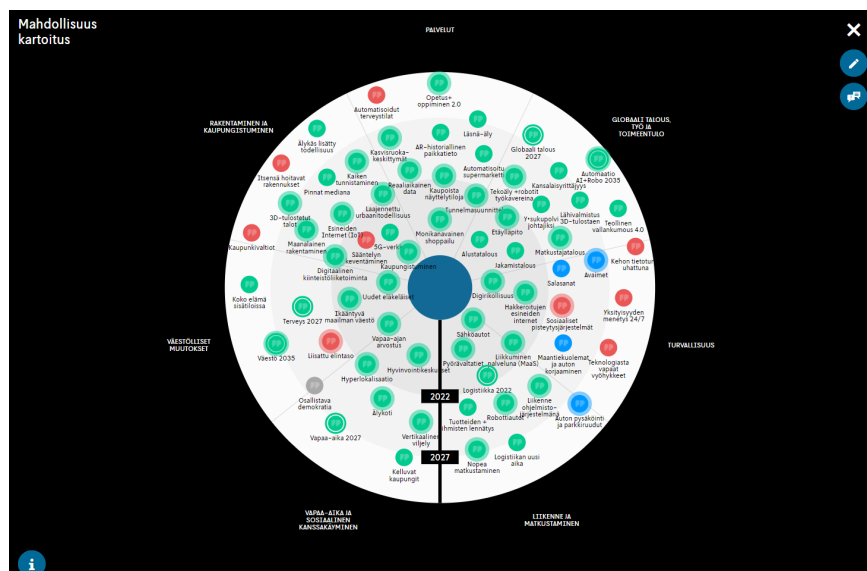 Mahdollisuus
kartoitus
PALVELUT
Opetus+
oppiminen 2.0
Automatisoidut
terveystilat
Läsnä-äly
RAKENTAMINEN JA
KAUPUNGISTUMINEN
GLOBAALI TALOUS,
TYÖ JA
TOIMEENTULO
Älykäs lisätty
todellisuus
Kasvisruoka-
keskittymät
AR-historiallinen
paikkatieto
Globaali talous
2027
Automatisoitu
supermarketti
Itsensä hoitavat
rakennukset
Kaiken
tunnistaminen
Automaatio
AI+Robo 2035
Reaaliaikainen
data
Kaupoista
näyttelytiloja
Tekoäly +robotit
työkavereina
Kansalaisyrittäjyys
Pinnat mediana
3D-tulostetut
talot
Laajennettu
urbaanitodellisuus
Tunnelmasuunnittelu
Y+sukupolvi
johtajiksi
Lähivalmistus
3D-tulostaen
Teollinen
vallankumous 4.0
Esineiden
Internet (IoT)
Monikanavainen
shoppailu
Etäylläpito
Kaupunkivaltiot
Maanalainen
rakentaminen
5G-verkko
Sääntelyn
keventäminen
Alustatalous
Matkustajatalous
Kehon tietoturva
uhattuna
Kaupungistuminen
Jakamistalous
Avaimet
Digitaalinen
kiinteistöliiketoiminta
Salasanat
Koko elämä
sisätiloissa
Uudet eläkeläiset
Digirikollisuus
Hakkeroitujen
esineiden
internet
Sosiaaliset
pisteytysjärjestelmät
Yksityisyyden
menetys 24/7
Terveys 2027
Ikääntyvä
maailman väestö
VÄESTÖLLISET
MUUTOKSET
TURVALLISUUS
Vapaa-ajan
arvostus
Sähköautot
Väestö 2035
Liisattu elintaso
Pyörävaltatiet
Liikkuminen
palveluna (MaaS)
Maantiekuolemat
ja auton
korjaaminen
Teknologiasta
vapaat
vyöhykkeet
Hyperlokalisaatio
Hyvinvointikeskukset
Logistiikka 2022
Osallistava
demokratia
2022
Liikenne
ohjelmisto-
järjestelmänä
Älykoti
Tuotteiden +
ihmisten lennätys
Robottiautot
Auton pysäköinti
ja parkkiruudut
Vapaa-aika 2027
Vertikaalinen
viljely
2027
Logistiikan uusi
aika
Kelluvat
kaupungit
Nopea
matkustaminen
VAPAA-AIKA JA
SOSIAALINEN
KANSSAKÄYMINEN
LIIKENNE JA
MATKUSTAMINEN